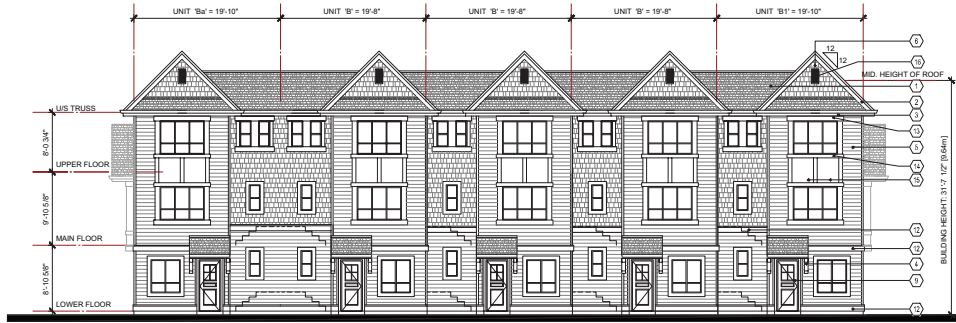 UNIT 'Ba' = 19'-10"
UNIT 'B' = 19'-8"
UNIT 'B' = 19'-8"
UNIT 'B' = 19'-8"
UNIT 'B1' = 19'-10"
6
12
12
16
MID. HEIGHT OF ROOF
1
2
U/S TRUSS
3
13
8'-0 3/4"
5
UPPER FLOOR
14
15
9'-10 5/8"
BUILDING HEIGHT: 31'-7 1/2" [9.64m]
12
MAIN FLOOR
12
4
8'-10 5/8"
9
LOWER FLOOR
12